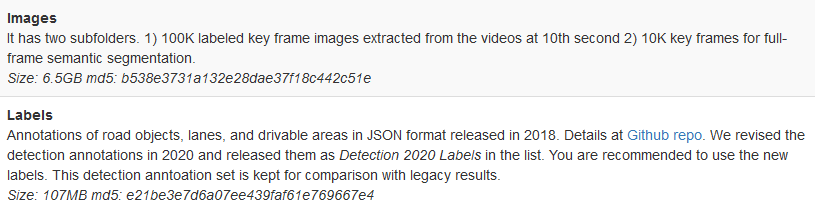 Images
It has two subfolders. 1) 100K labeled key frame images extracted from the videos at 10th second 2) 10K key frames for full-
frame semantic segmentation.
Size: 6.5GB md5: b538e3731a132e28dae37f18c442c51e
Labels
Annotations of road objects, lanes, and drivable areas in JSON format released in 2018. Details at Github repo. We revised the
detection annotations in 2020 and released them as Detection 2020 Labels in the list. You are recommended to use the new
labels. This detection anntoation set is kept for comparison with legacy results.
Size: 107MB md5: e21be3e7d6a07ee439faf61e769667e4